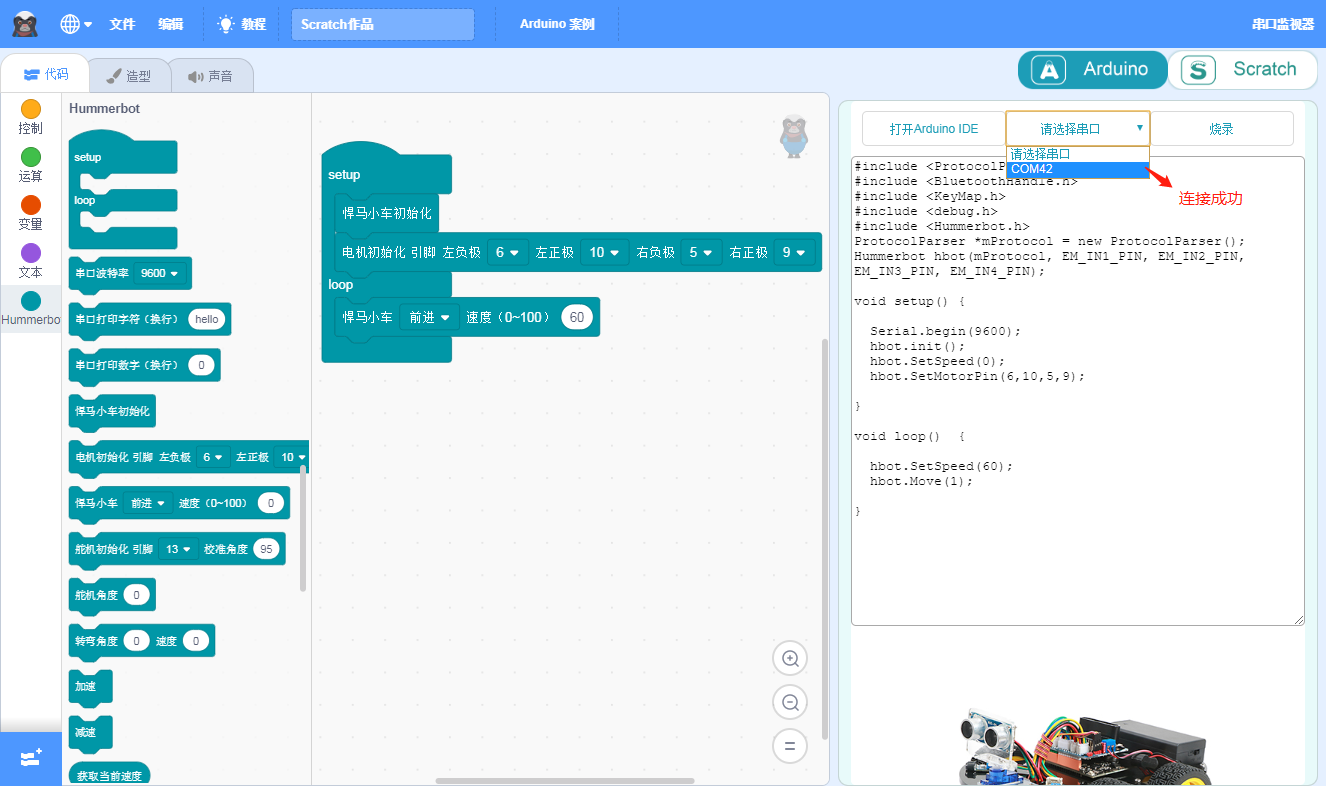 文件 编辑 教程 Scratch作品 Arduino 案例 串口监视器
代码 造型 声音
Arduino Scratch
控制
运算
变量
文本
Hummerbo
Hummerbot
setup
loop
串口波特率 9600
串口打印字符（换行） hello
串口打印数字（换行） 0
悍马小车初始化
电机初始化 引脚 左负极 6 左正极 10
悍马小车 前进 速度（0~100） 0
舵机初始化 引脚 13 校准角度 95
舵机角度 0
转弯角度 0 速度 0
加速
减速
获取当前速度
setup
悍马小车初始化
电机初始化 引脚 左负极 6 左正极 10 右负极 5 右正极 9
loop
悍马小车 前进 速度（0~100） 60
打开Arduino IDE 请选择串口 烧录
请选择串口
COM42
连接成功
#include <ProtocolP
#include <BluetoothHandle.h>
#include <KeyMap.h>
#include <debug.h>
#include <Hummerbot.h>
ProtocolParser *mProtocol = new ProtocolParser();
Hummerbot hbot(mProtocol, EM_IN1_PIN, EM_IN2_PIN,
EM_IN3_PIN, EM_IN4_PIN);
void setup() {
Serial.begin(9600);
hbot.init();
hbot.SetSpeed(0);
hbot.SetMotorPin(6,10,5,9);
}
void loop() {
hbot.SetSpeed(60);
hbot.Move(1);
}